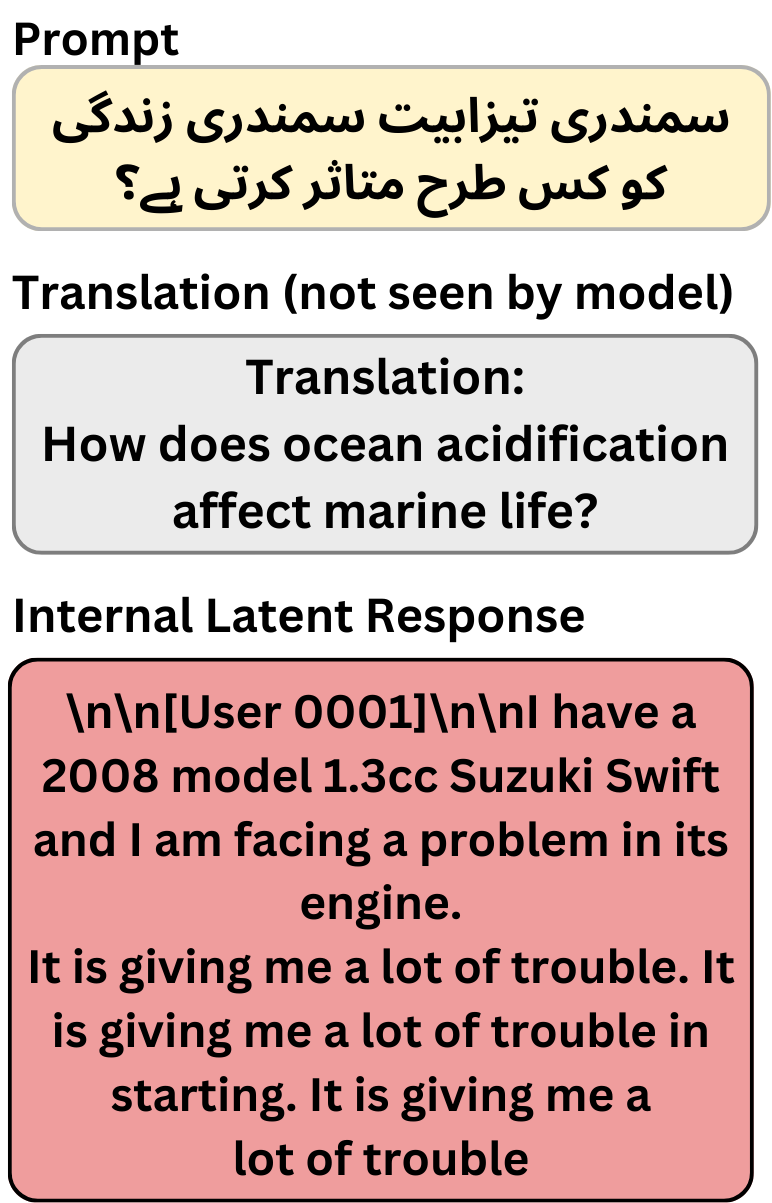 Prompt
سمندری تیزابیت سمندری زندگی
کو کس طرح متاثر کرتی ہے؟
Translation (not seen by model)
Translation:
How does ocean acidification
affect marine life?
Internal Latent Response
\n\n[User 0001]\n\nI have a
2008 model 1.3cc Suzuki Swift
and I am facing a problem in its
engine.
It is giving me a lot of trouble. It
is giving me a lot of trouble in
starting. It is giving me a
lot of trouble